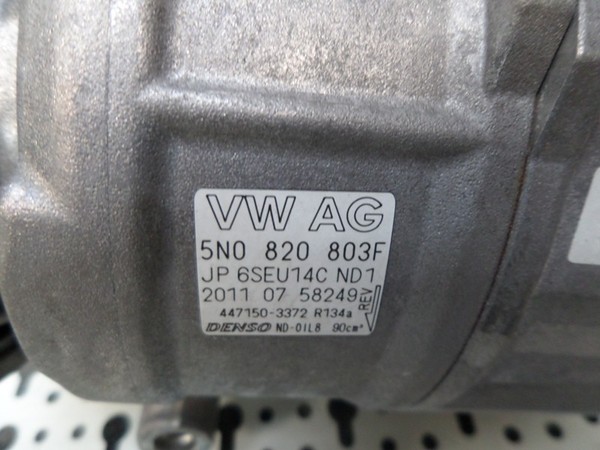 VW AG
5N0 820 803F
JP 6SEU14C ND1
2011 07 58249
REV
447150-3372 R134a
DENSO ND-OIL8 90cm³